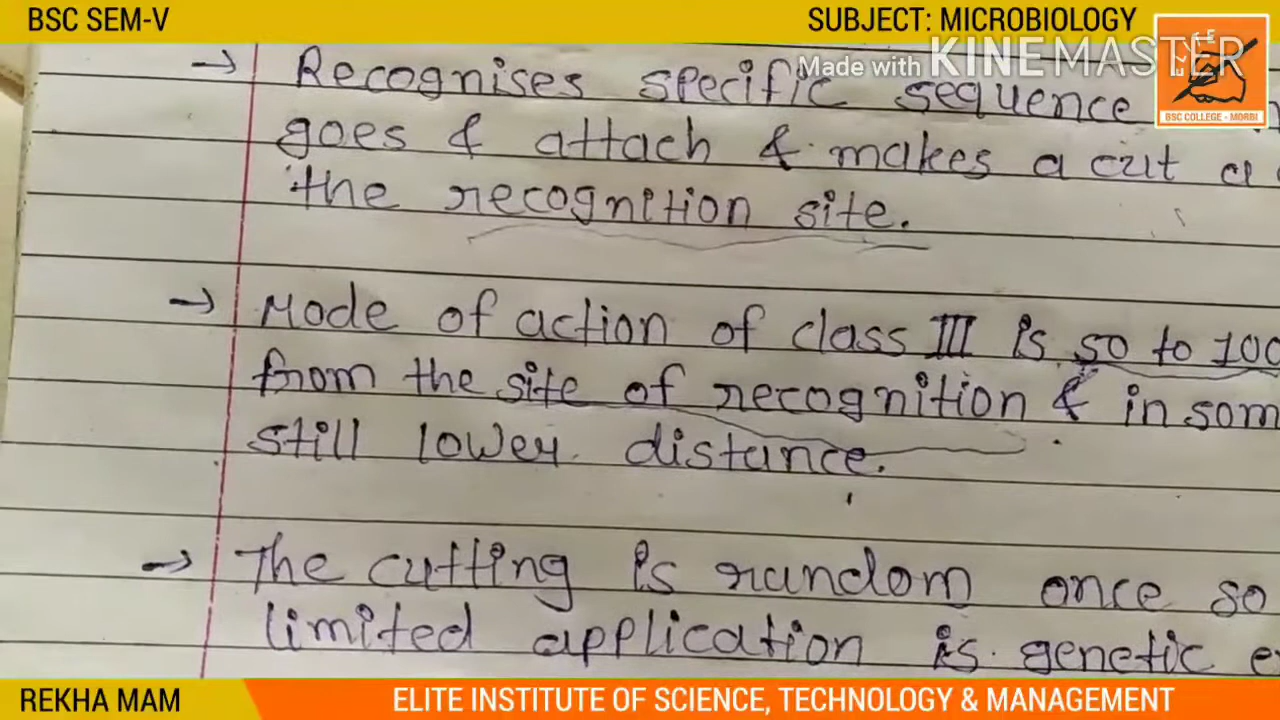 BSC SEM-V
SUBJECT: MICROBIOLOGY
Made with KINEMASTER
BSC COLLEGE - MORBI
→ Recognises specific sequence
goes & attach & makes a cut
the recognition site.
→ Mode of action of class III is 50 to 100
from the site of recognition & in som
still lower distance.
→ The cutting is random once so
limited application is genetic e
REKHA MAM
ELITE INSTITUTE OF SCIENCE, TECHNOLOGY & MANAGEMENT